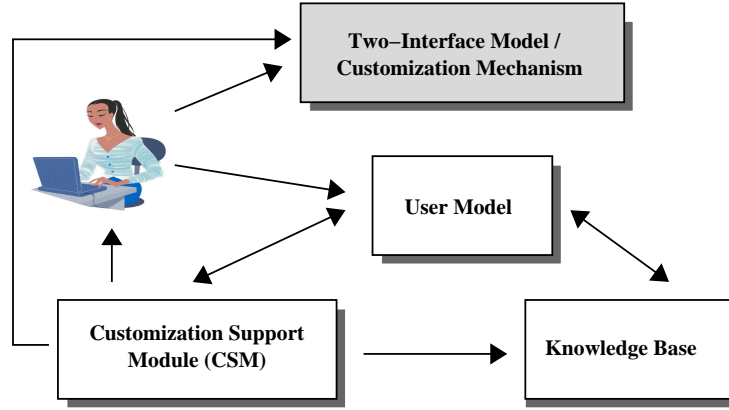 Two−Interface Model /
Customization Mechanism
User Model
Customization Support
Module (CSM)
Knowledge Base